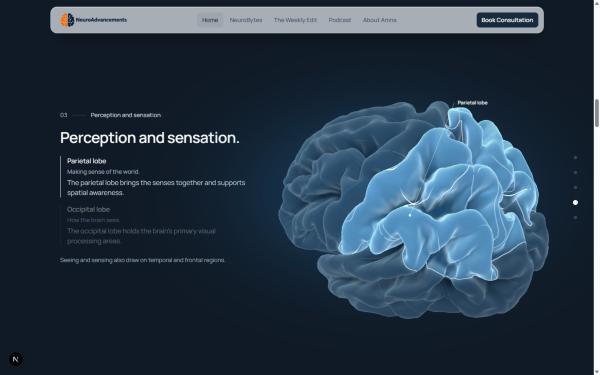 NeuroAdvancements
Home
NeuroBytes
The Weekly Edit
Podcast
About Amna
Book Consultation
Parietal lobe
03
Perception and sensation
Perception and sensation.
Parietal lobe
Making sense of the world.
The parietal lobe brings the senses together and supports
spatial awareness.
Occipital lobe
How the brain sees.
The occipital lobe holds the brain's primary visual
processing areas.
Seeing and sensing also draw on temporal and frontal regions.
N